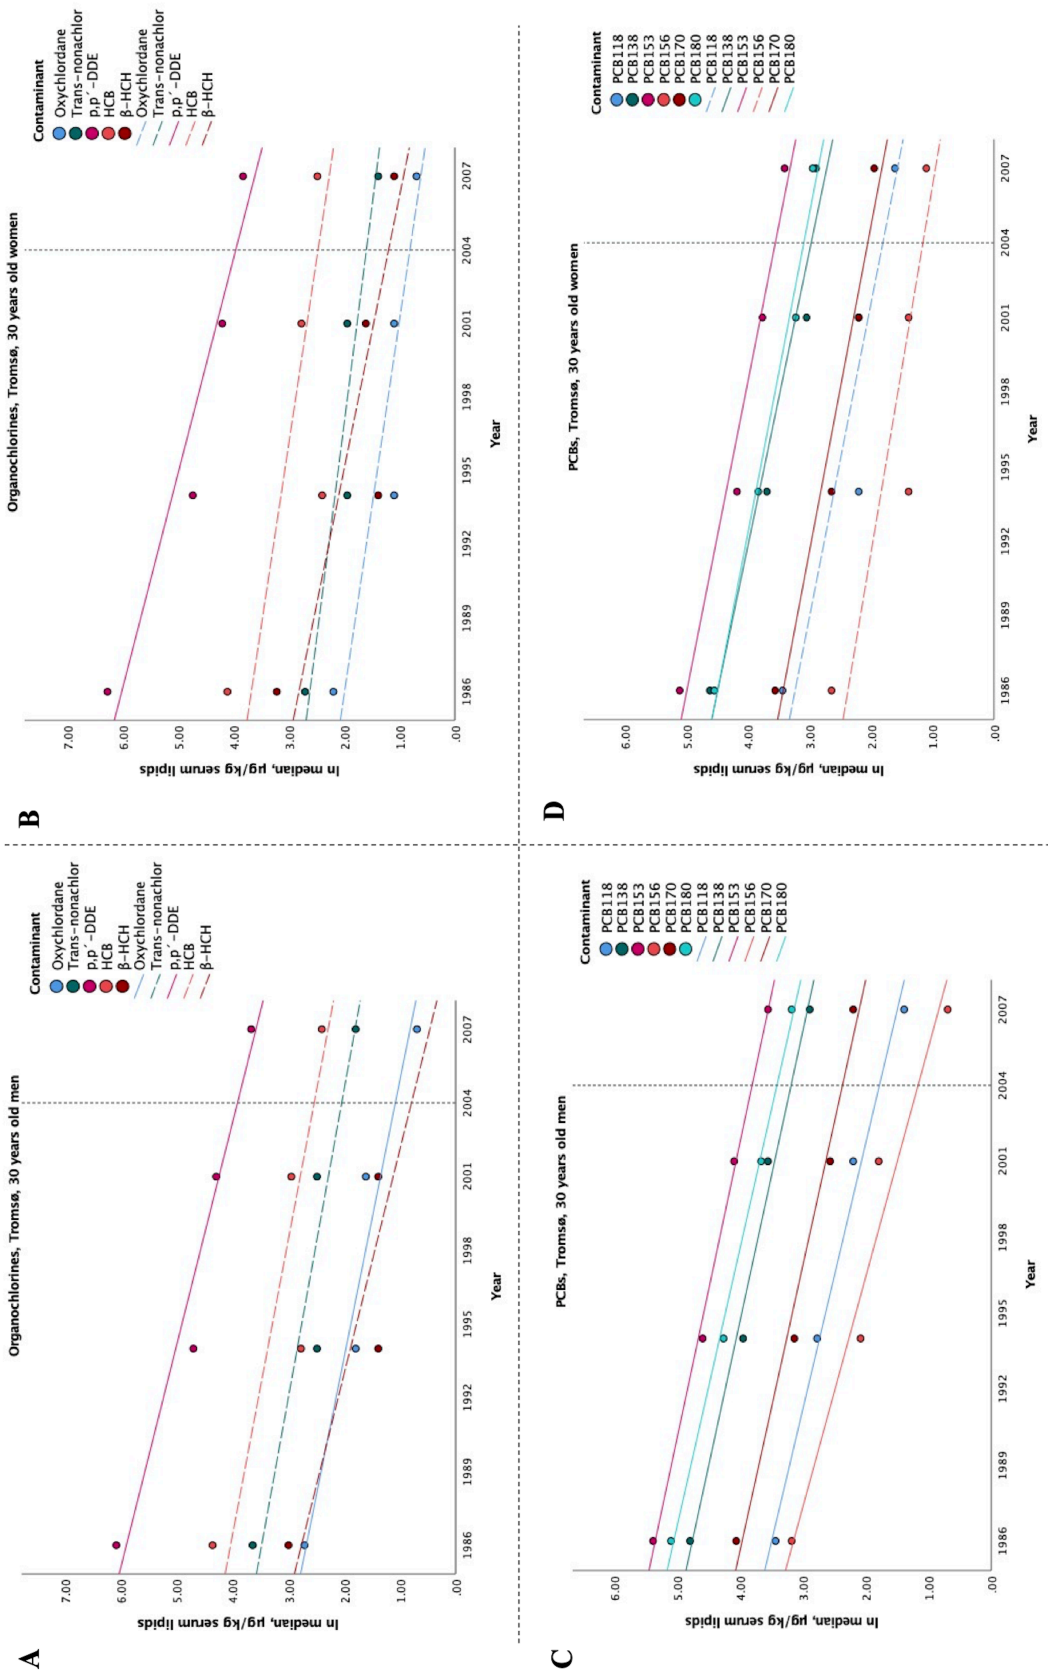 A
Organochlorines, Tromsø, 30 years old men
ln median, µg/kg serum lipids
7.00
6.00
5.00
4.00
3.00
2.00
1.00
.00
1986
1989
1992
1995
1998
2001
2004
2007
Year
Contaminant
Oxychlordane
Trans-nonachlor
p,p´-DDE
HCB
β-HCH
Oxychlordane
Trans-nonachlor
p,p´-DDE
HCB
β-HCH
B
Organochlorines, Tromsø, 30 years old women
ln median, µg/kg serum lipids
7.00
6.00
5.00
4.00
3.00
2.00
1.00
.00
1986
1989
1992
1995
1998
2001
2004
2007
Year
Contaminant
Oxychlordane
Trans-nonachlor
p,p´-DDE
HCB
β-HCH
Oxychlordane
Trans-nonachlor
p,p´-DDE
HCB
β-HCH
C
PCBs, Tromsø, 30 years old men
ln median, µg/kg serum lipids
6.00
5.00
4.00
3.00
2.00
1.00
.00
1986
1989
1992
1995
1998
2001
2004
2007
Year
Contaminant
PCB118
PCB138
PCB153
PCB156
PCB170
PCB180
PCB118
PCB138
PCB153
PCB156
PCB170
PCB180
D
PCBs, Tromsø, 30 years old women
ln median, µg/kg serum lipids
6.00
5.00
4.00
3.00
2.00
1.00
.00
1986
1989
1992
1995
1998
2001
2004
2007
Year
Contaminant
PCB118
PCB138
PCB153
PCB156
PCB170
PCB180
PCB118
PCB138
PCB153
PCB156
PCB170
PCB180